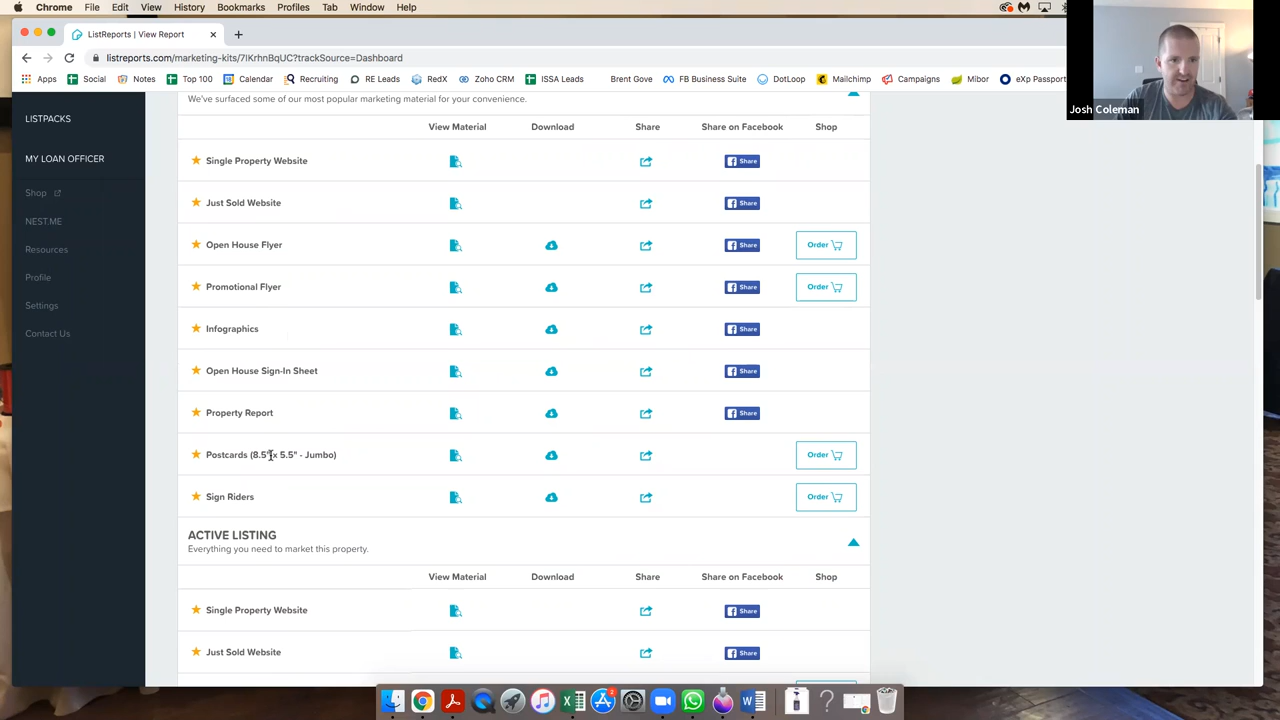 Chrome File Edit View History Bookmarks Profiles Tab Window Help
ListReports | View Report
listreports.com/marketing-kits/7IKrhnBqUC?trackSource=Dashboard
Apps Social Notes Top 100 Calendar Recruiting RE Leads RedX Zoho CRM ISSA Leads Brent Gove FB Business Suite DotLoop Mailchimp Campaigns Mibor eXp Passport
Josh Coleman
LISTPACKS
MY LOAN OFFICER
Shop
NEST.ME
Resources
Profile
Settings
Contact Us
We've surfaced some of our most popular marketing material for your convenience.
View Material Download Share Share on Facebook Shop
Single Property Website Share
Just Sold Website Share
Open House Flyer Share Order
Promotional Flyer Share Order
Infographics Share
Open House Sign-In Sheet Share
Property Report Share
Postcards (8.5" x 5.5" - Jumbo) Order
Sign Riders Order
ACTIVE LISTING
Everything you need to market this property.
View Material Download Share Share on Facebook Shop
Single Property Website Share
Just Sold Website Share